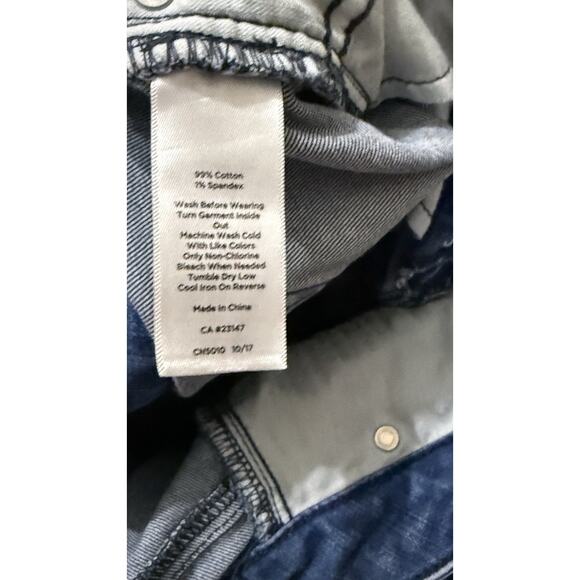 99% Cotton
1% Spandex
Wash Before Wearing
Turn Garment Inside
Out
Machine Wash Cold
With Like Colors
Only Non-Chlorine
Bleach When Needed
Tumble Dry Low
Cool Iron On Reverse
Made in China
CA #23147
CN5010 10/17